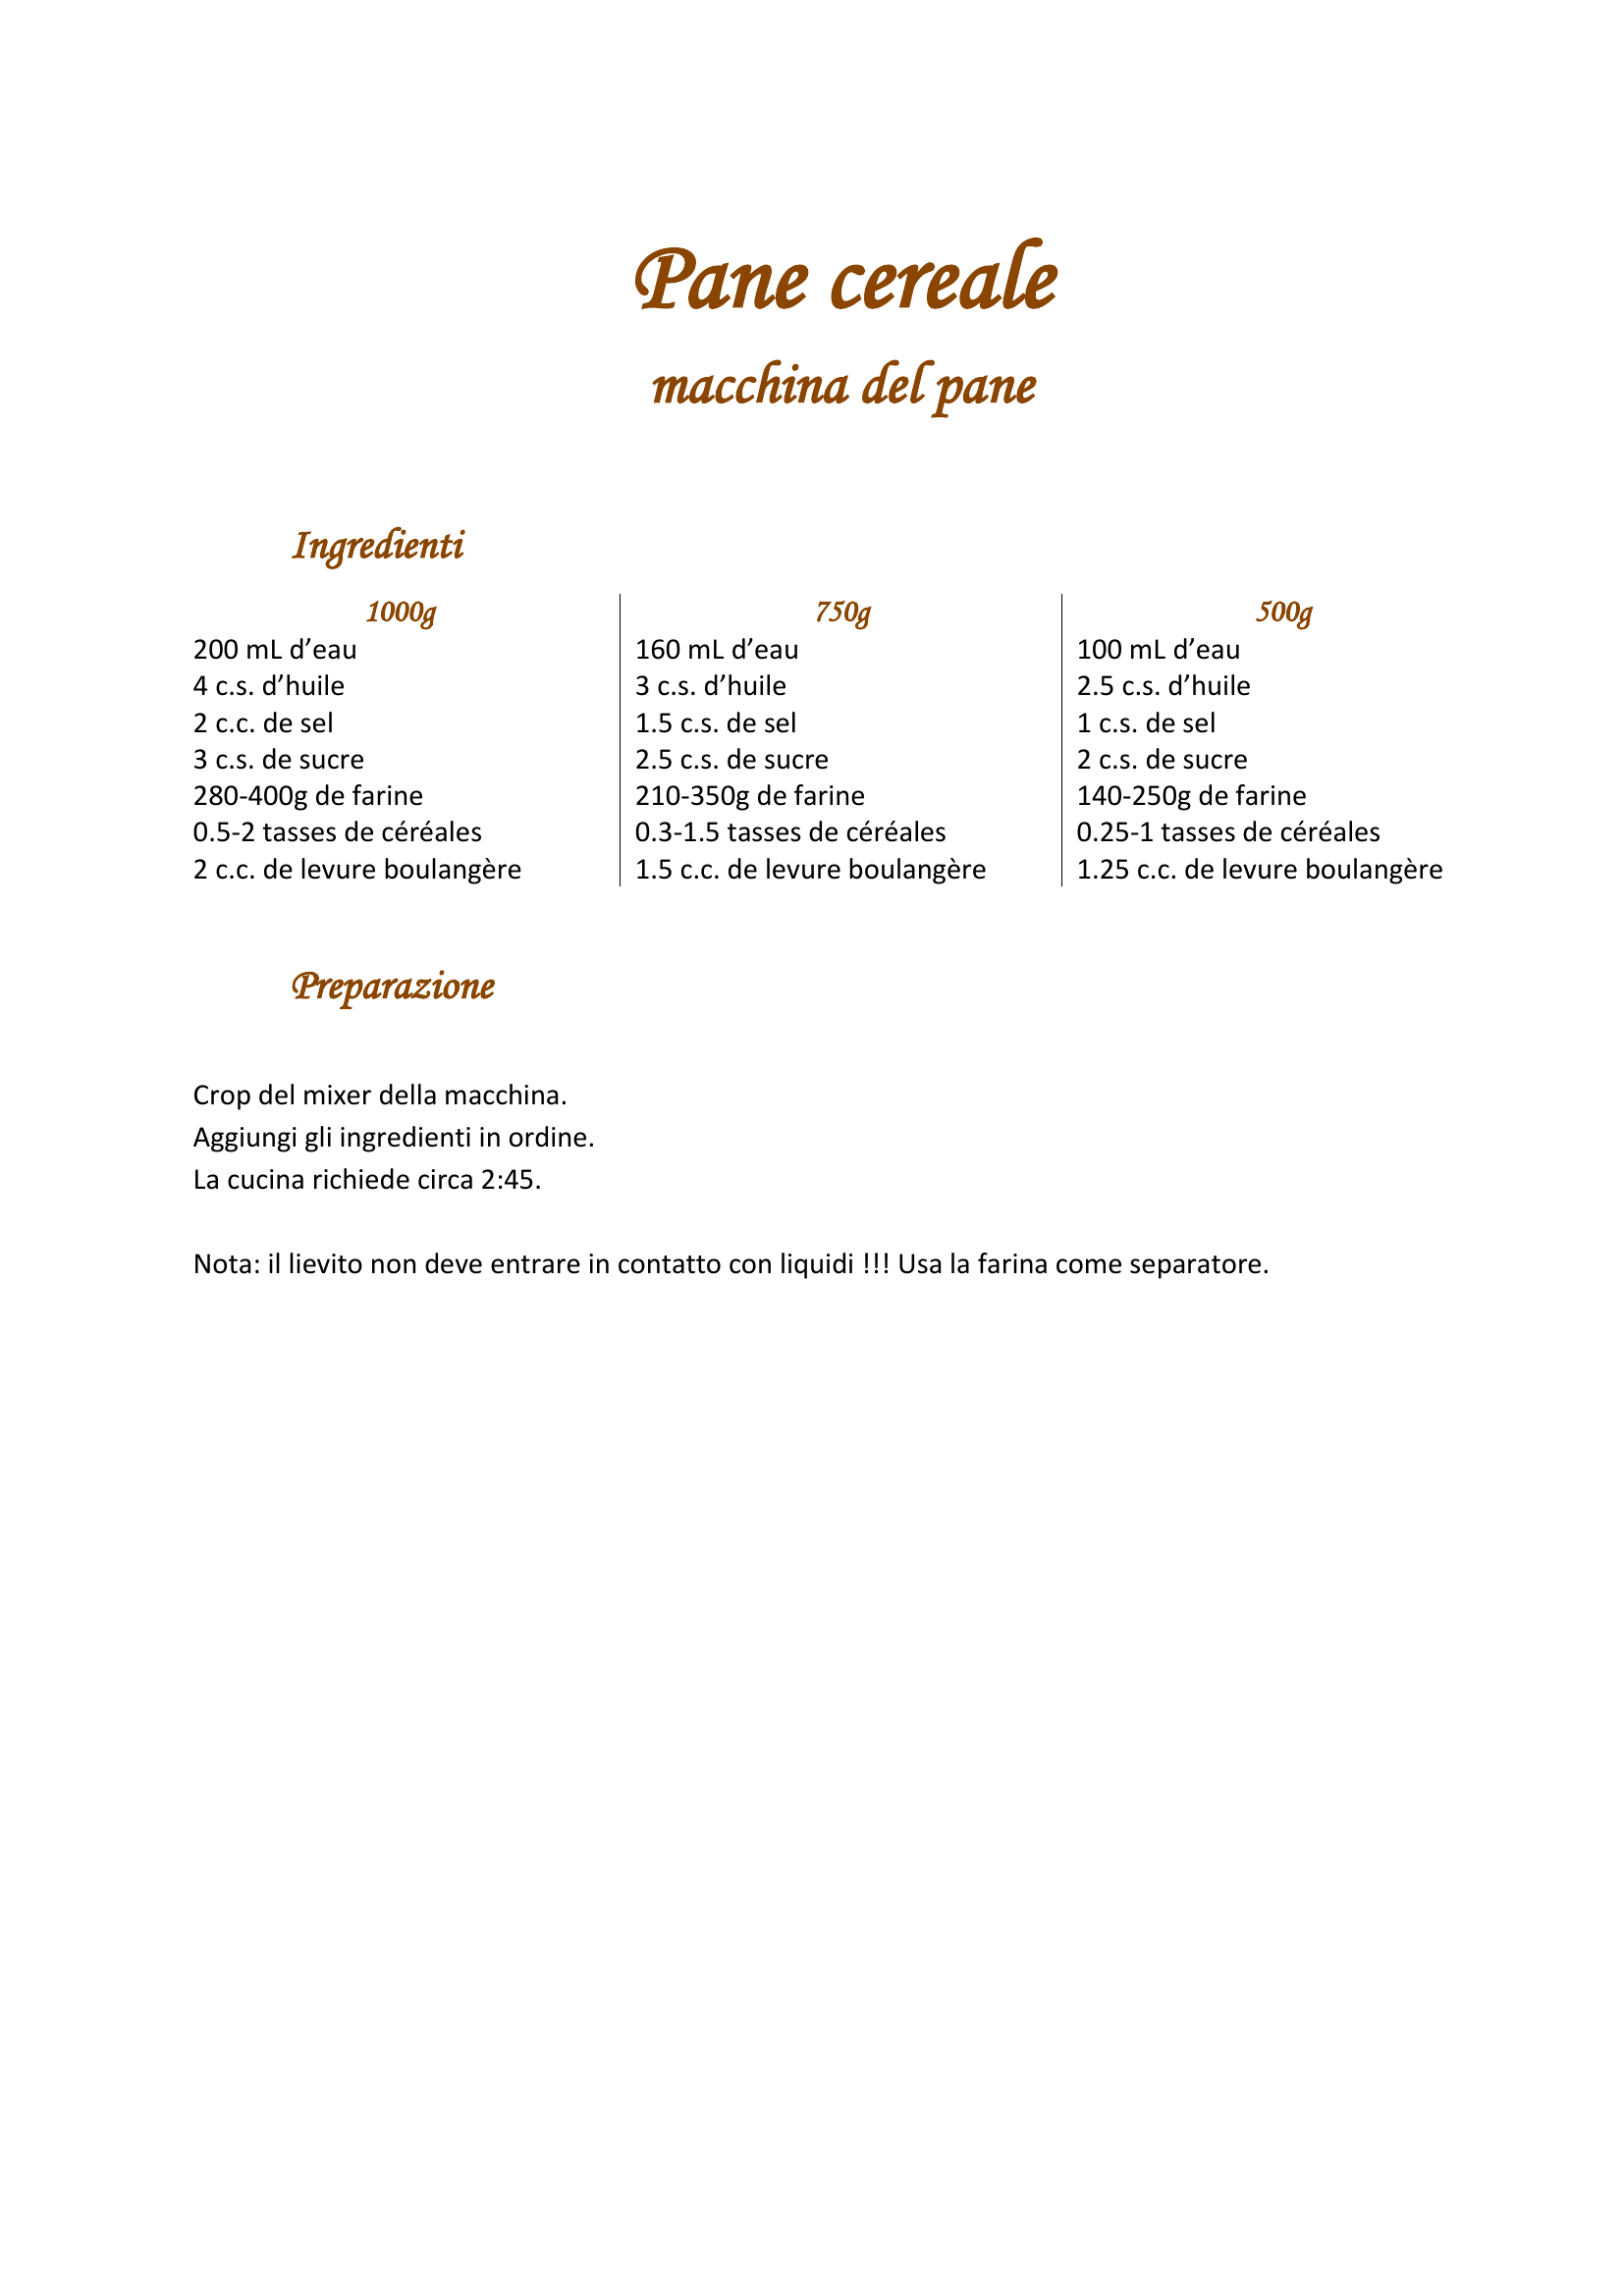 Pane cereale
macchina del pane
Ingredienti
1000g
200 mL d’eau
4 c.s. d’huile
2 c.c. de sel
3 c.s. de sucre
280-400g de farine
0.5-2 tasses de céréales
2 c.c. de levure boulangère
750g
160 mL d’eau
3 c.s. d’huile
1.5 c.s. de sel
2.5 c.s. de sucre
210-350g de farine
0.3-1.5 tasses de céréales
1.5 c.c. de levure boulangère
500g
100 mL d’eau
2.5 c.s. d’huile
1 c.s. de sel
2 c.s. de sucre
140-250g de farine
0.25-1 tasses de céréales
1.25 c.c. de levure boulangère
Preparazione
Crop del mixer della macchina.
Aggiungi gli ingredienti in ordine.
La cucina richiede circa 2:45.
Nota: il lievito non deve entrare in contatto con liquidi !!! Usa la farina come separatore.